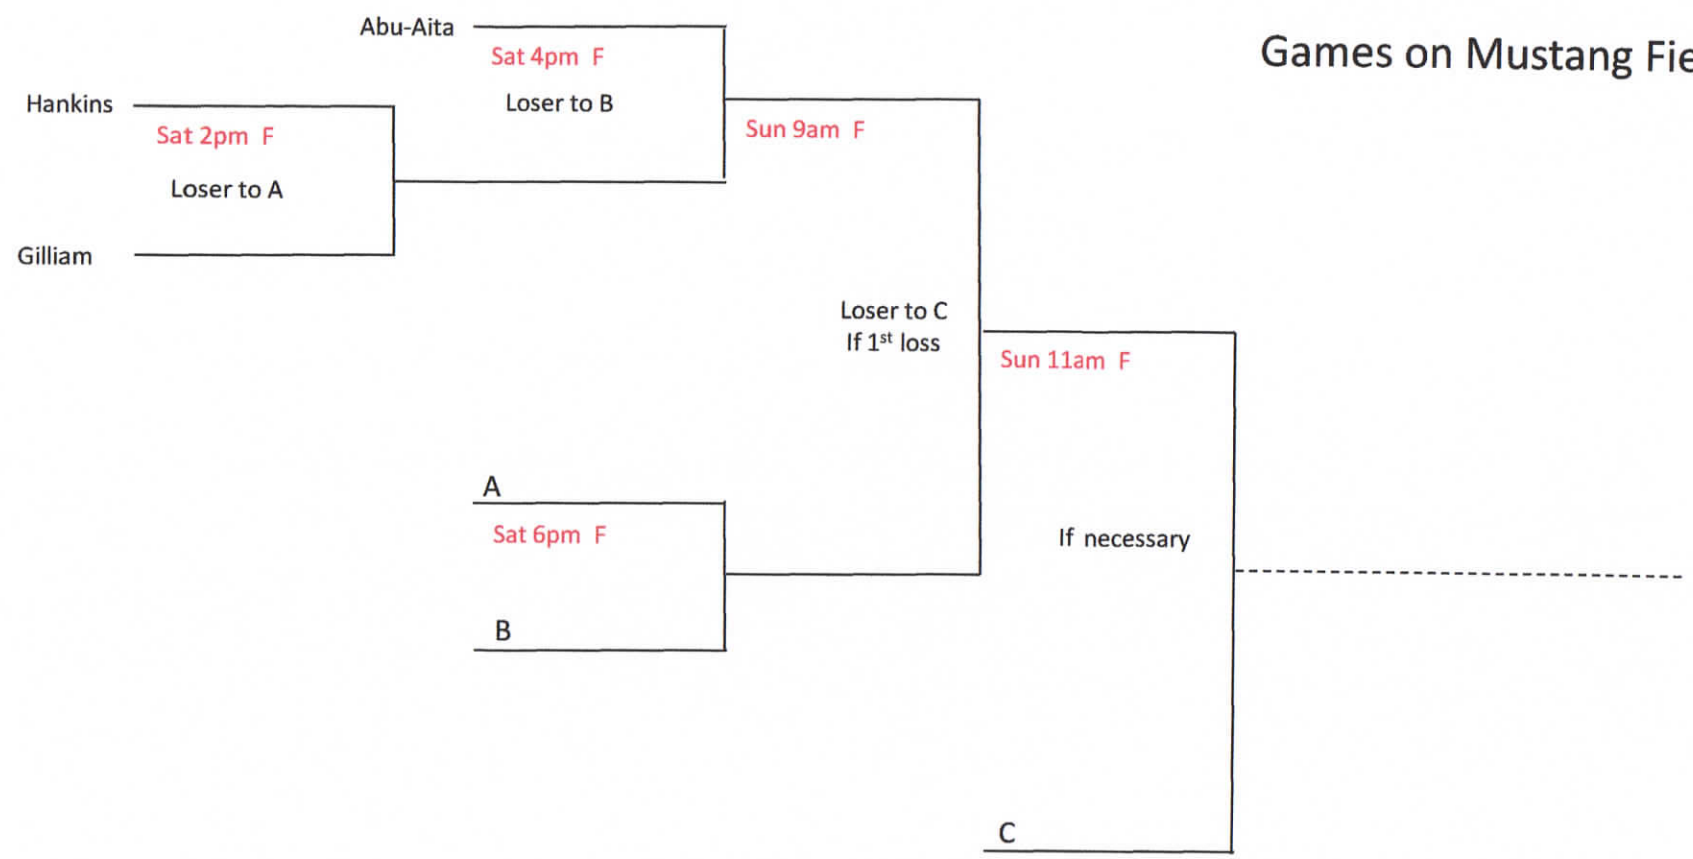 Abu-Aita
Games on Mustang
Sat 4pm F
Hankins
Loser to B
Sat 2pm F
Sun 9am F
Loser to A
Gilliam
Loser to C
If 1st loss
Sun 11am F
A
Sat 6pm F
If necessary
B
C